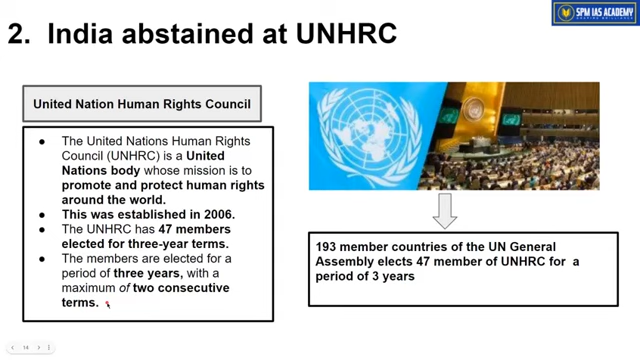 SPM IAS ACADEMY
2. India abstained at UNHRC
United Nation Human Rights Council
● The United Nations Human Rights
Council (UNHRC) is a United
Nations body whose mission is to
promote and protect human rights
around the world.
● This was established in 2006.
● The UNHRC has 47 members
elected for three-year terms.
● The members are elected for a
period of three years, with a
maximum of two consecutive
terms.
193 member countries of the UN General
Assembly elects 47 member of UNHRC for a
period of 3 years
14